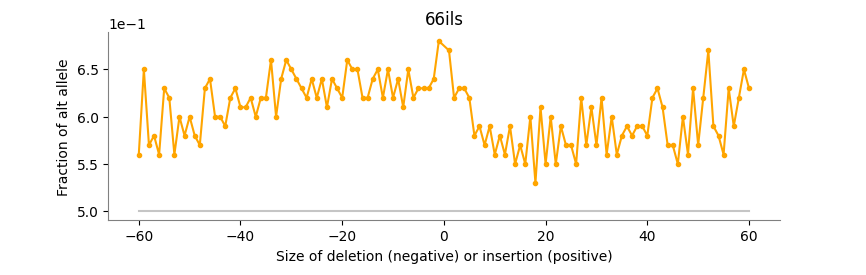 66ils
1e−1
Fraction of alt allele
6.5
6.0
5.5
5.0
−60 −40 −20 0 20 40 60
Size of deletion (negative) or insertion (positive)